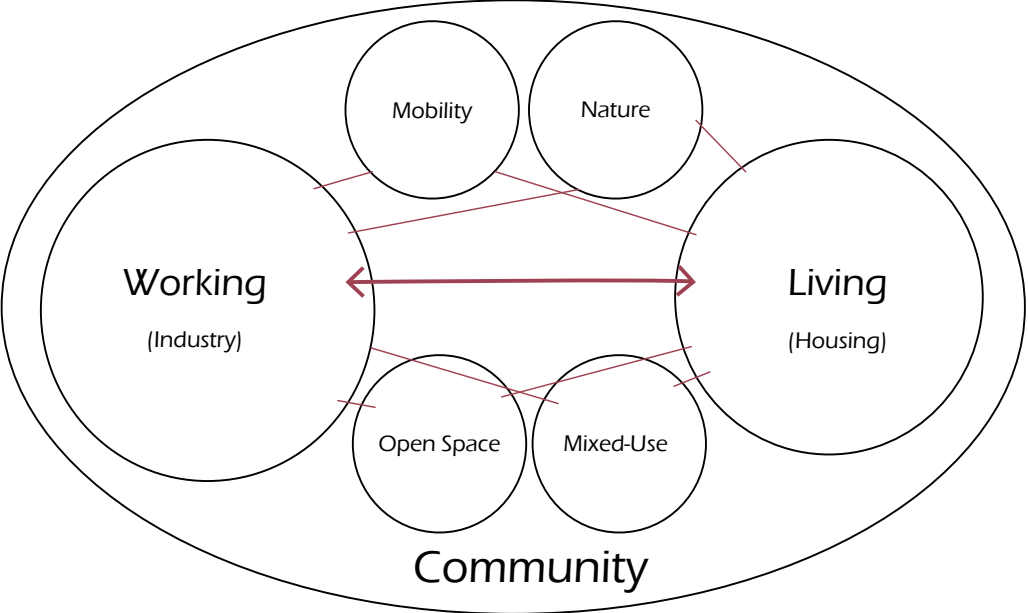 Mobility
Nature
Working
(Industry)
Living
(Housing)
Open Space
Mixed-Use
Community